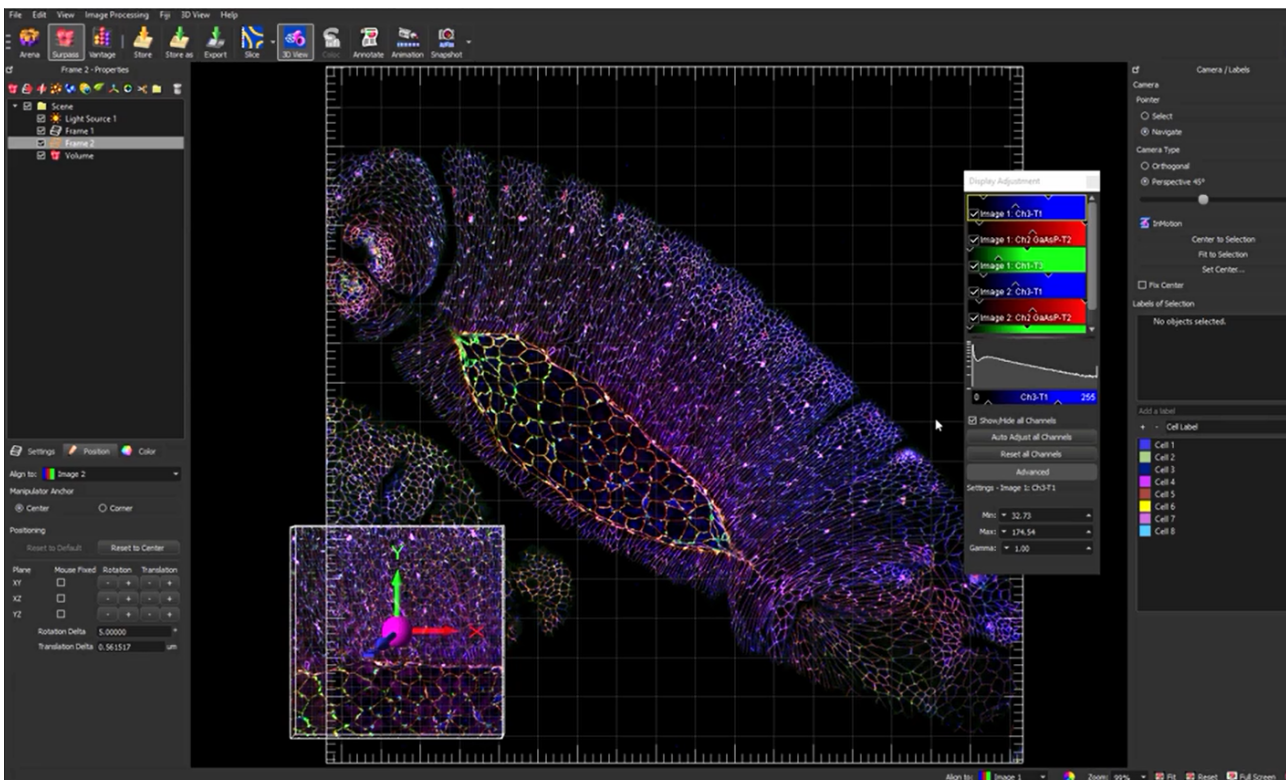 File Edit View Image Processing Fiji 3D View Help
Arena Surpass Vantage Store Store as Export Slice 3D View Coloc Annotate Animation Snapshot
Frame 2 - Properties
Scene
Light Source 1
Frame 1
Frame 2
Volume
Settings Position Color
Align to: Image 2
Manipulator Anchor
Center Corner
Positioning
Reset to Default Reset to Center
Plane Mouse Fixed Rotation Translation
XY - + - +
XZ - + - +
YZ - + - +
Rotation Delta 5.00000 °
Translation Delta 0.561517 um
Y
X
Display Adjustment
Image 1: Ch3-T1
Image 1: Ch2 GaAsP-T2
Image 1: Ch1-T3
Image 2: Ch3-T1
Image 2: Ch2 GaAsP-T2
0 Ch3-T1 255
Show/Hide all Channels
Auto Adjust all Channels
Reset all Channels
Advanced
Settings - Image 1: Ch3-T1
Min: 32.73
Max: 174.54
Gamma: 1.00
Camera / Labels
Camera
Pointer
Select
Navigate
Camera Type
Orthogonal
Perspective 45°
InMotion
Center to Selection
Fit to Selection
Set Center...
Fix Center
Labels of Selection
No objects selected.
Add a label
+ - Cell Label
Cell 1
Cell 2
Cell 3
Cell 4
Cell 5
Cell 6
Cell 7
Cell 8
Align to: Image 1 Zoom: 99% Fit Reset Full Screen